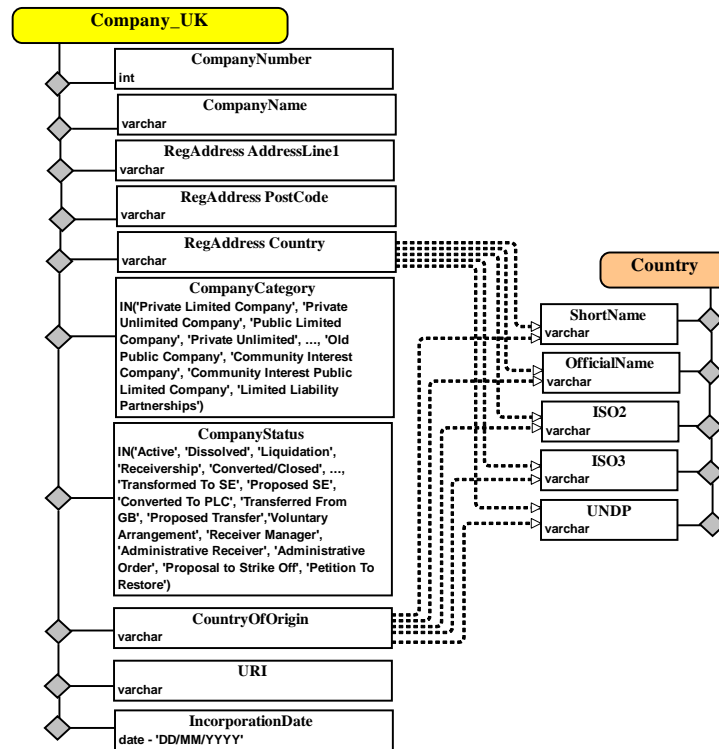 Company_UK
CompanyNumber
int
CompanyName
varchar
RegAddress AddressLine1
varchar
RegAddress PostCode
varchar
RegAddress Country
varchar
CompanyCategory
IN('Private Limited Company', 'Private
Unlimited Company', 'Public Limited
Company', 'Private Unlimited', ..., 'Old
Public Company', 'Community Interest
Company', 'Community Interest Public
Limited Company', 'Limited Liability
Partnerships')
CompanyStatus
IN('Active', 'Dissolved', 'Liquidation',
'Receivership', 'Converted/Closed', ...,
'Transformed To SE', 'Proposed SE',
'Converted To PLC', 'Transferred From
GB', 'Proposed Transfer','Voluntary
Arrangement', 'Receiver Manager',
'Administrative Receiver', 'Administrative
Order', 'Proposal to Strike Off', 'Petition To
Restore')
CountryOfOrigin
varchar
URI
varchar
IncorporationDate
date - 'DD/MM/YYYY'
Country
ShortName
varchar
OfficialName
varchar
ISO2
varchar
ISO3
varchar
UNDP
varchar